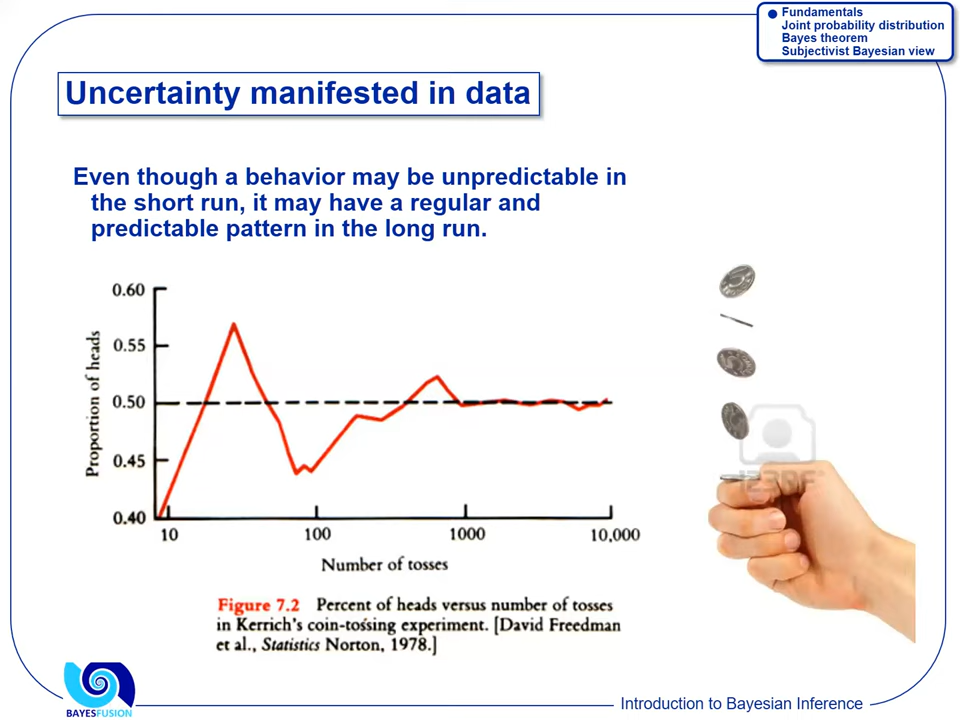 Fundamentals
Joint probability distribution
Bayes theorem
Subjectivist Bayesian view
Uncertainty manifested in data
Even though a behavior may be unpredictable in
the short run, it may have a regular and
predictable pattern in the long run.
0.60
0.55
0.50
0.45
0.40
Proportion of heads
10
100
1000
10,000
Number of tosses
Figure 7.2 Percent of heads versus number of tosses
in Kerrich's coin-tossing experiment. [David Freedman
et al., Statistics Norton, 1978.]
123RF
BAYESFUSION
Introduction to Bayesian Inference